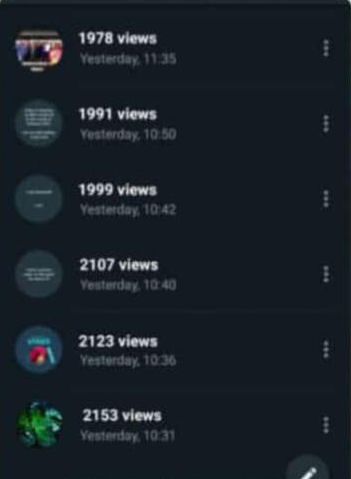 1978 views
Yesterday, 11:35
1991 views
Yesterday, 10:50
1999 views
Yesterday, 10:42
2107 views
Yesterday, 10:40
2123 views
Yesterday, 10:36
2153 views
Yesterday, 10:31